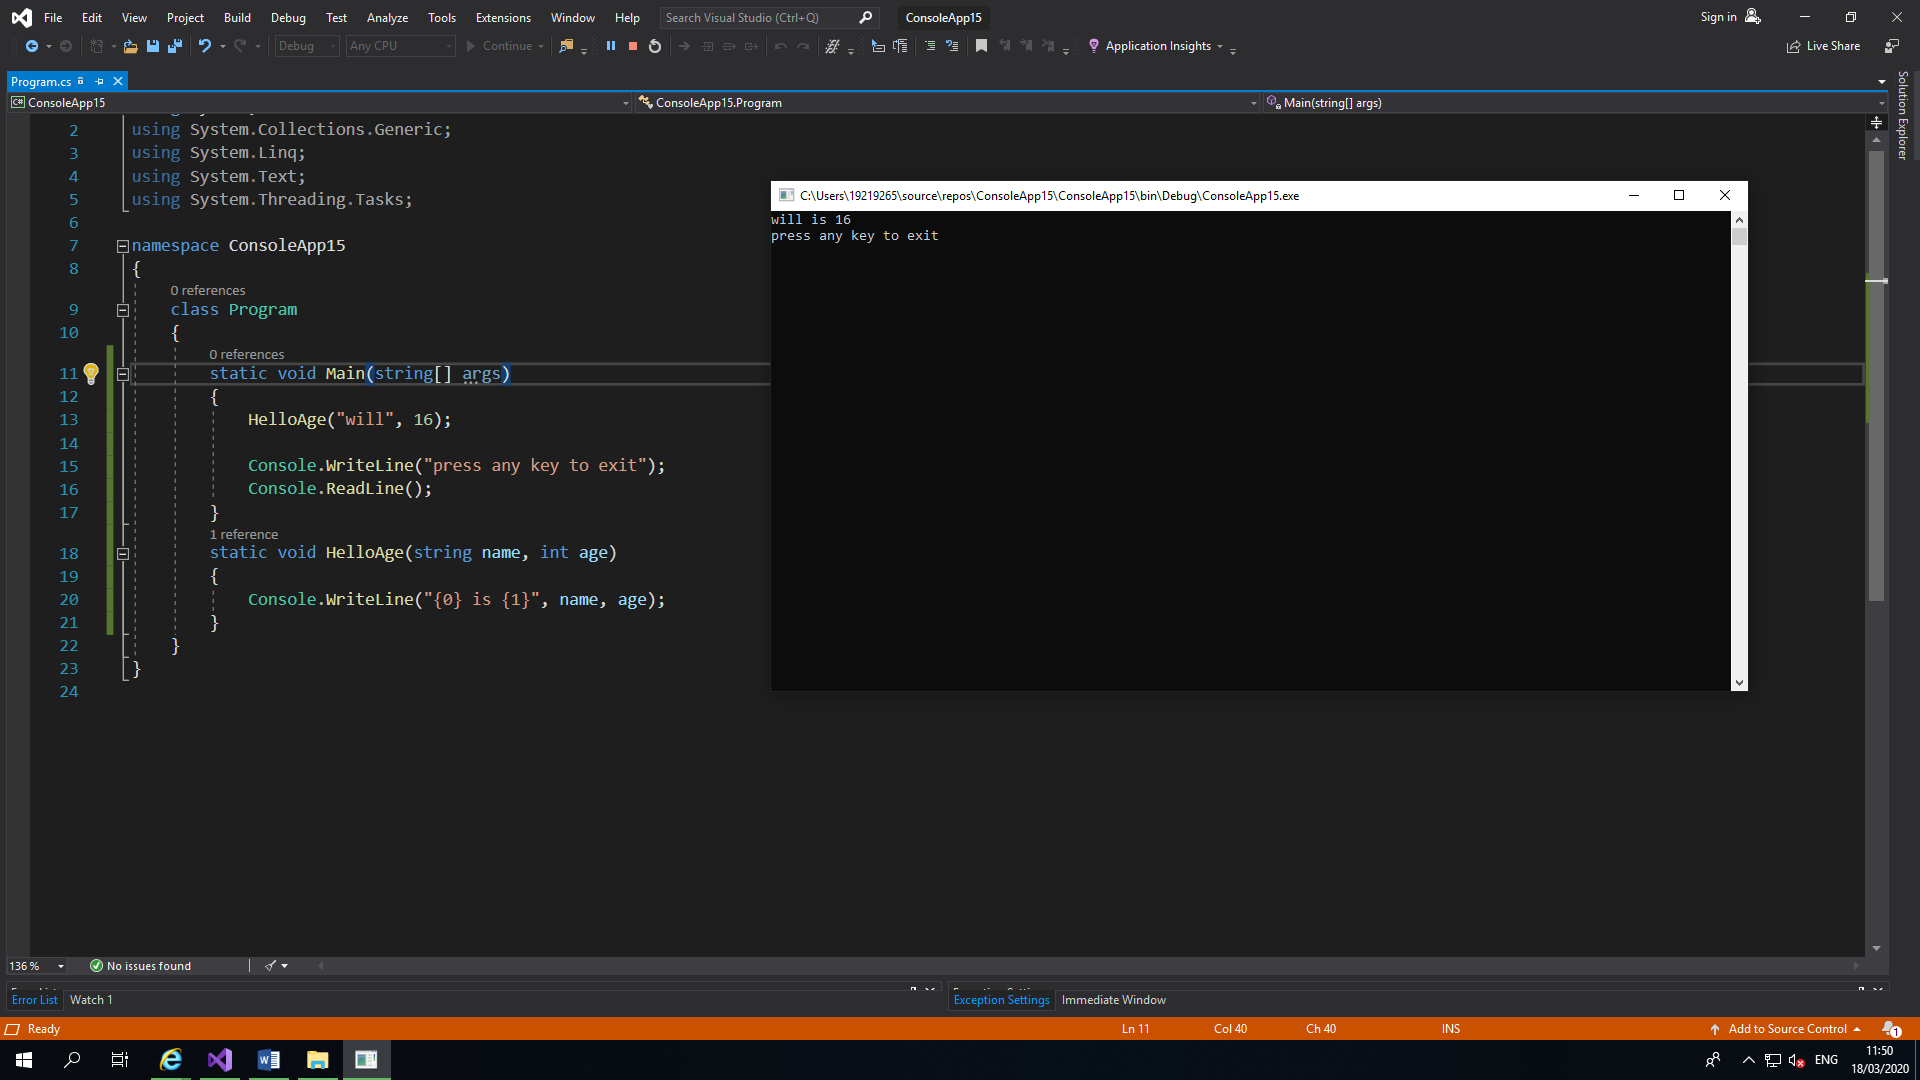 File Edit View Project Build Debug Test Analyze Tools Extensions Window Help Search Visual Studio (Ctrl+Q) ConsoleApp15 Sign in
Debug Any CPU Continue Application Insights Live Share
Program.cs
Solution Explorer
ConsoleApp15 ConsoleApp15.Program Main(string[] args)
2 using System.Collections.Generic;
3 using System.Linq;
4 using System.Text;
5 using System.Threading.Tasks;
6
7 namespace ConsoleApp15
8 {
0 references
9 class Program
10 {
0 references
11 static void Main(string[] args)
12 {
13 HelloAge("will", 16);
14
15 Console.WriteLine("press any key to exit");
16 Console.ReadLine();
17 }
1 reference
18 static void HelloAge(string name, int age)
19 {
20 Console.WriteLine("{0} is {1}", name, age);
21 }
22 }
23 }
24
C:\Users\19219265\source\repos\ConsoleApp15\ConsoleApp15\bin\Debug\ConsoleApp15.exe
will is 16
press any key to exit
136 % No issues found
Error List Watch 1
Exception Settings Immediate Window
Ready Ln 11 Col 40 Ch 40 INS Add to Source Control 1
ENG 11:50
18/03/2020